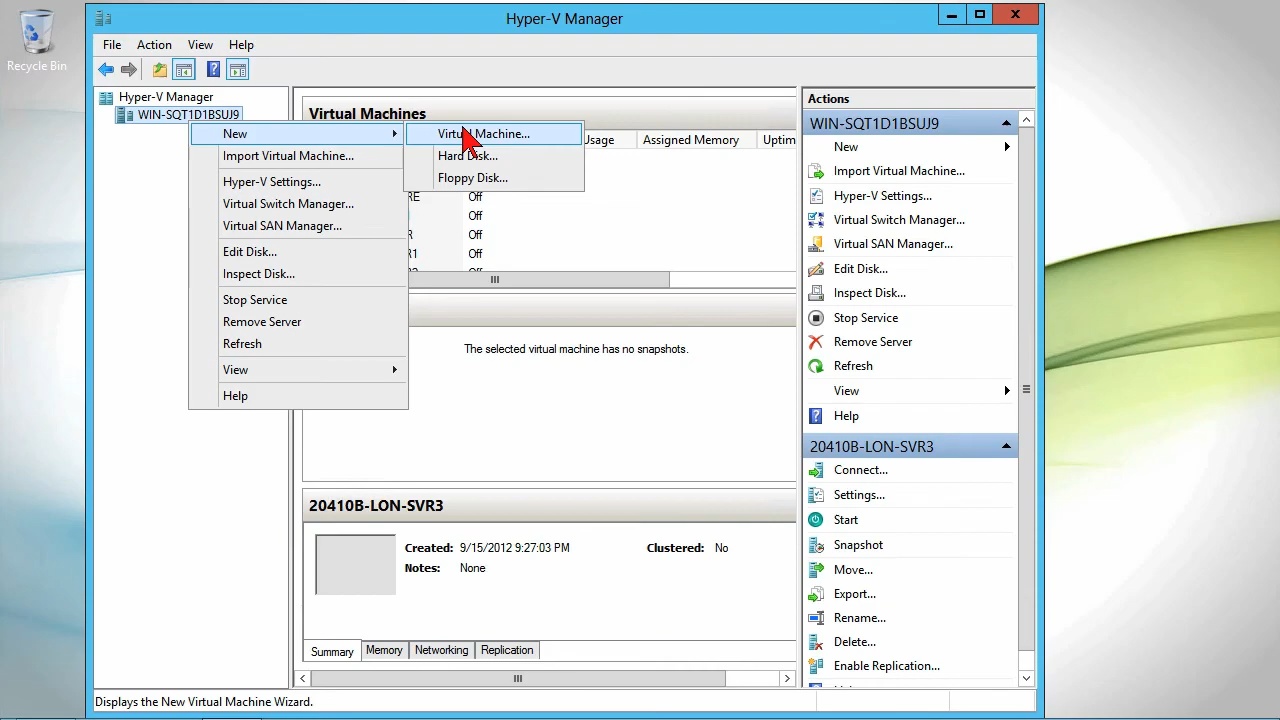 Hyper-V Manager
Recycle Bin
File Action View Help
Hyper-V Manager
WIN-SQT1D1BSUJ9
New
Import Virtual Machine...
Hyper-V Settings...
Virtual Switch Manager...
Virtual SAN Manager...
Edit Disk...
Inspect Disk...
Stop Service
Remove Server
Refresh
View
Help
Virtual Machine...
Hard Disk...
Floppy Disk...
Virtual Machines
Assigned Memory
Off
Off
Off
Off
The selected virtual machine has no snapshots.
20410B-LON-SVR3
Created: 9/15/2012 9:27:03 PM Clustered: No
Notes: None
Summary Memory Networking Replication
Actions
WIN-SQT1D1BSUJ9
New
Import Virtual Machine...
Hyper-V Settings...
Virtual Switch Manager...
Virtual SAN Manager...
Edit Disk...
Inspect Disk...
Stop Service
Remove Server
Refresh
View
Help
20410B-LON-SVR3
Connect...
Settings...
Start
Snapshot
Move...
Export...
Rename...
Delete...
Enable Replication...
Displays the New Virtual Machine Wizard.